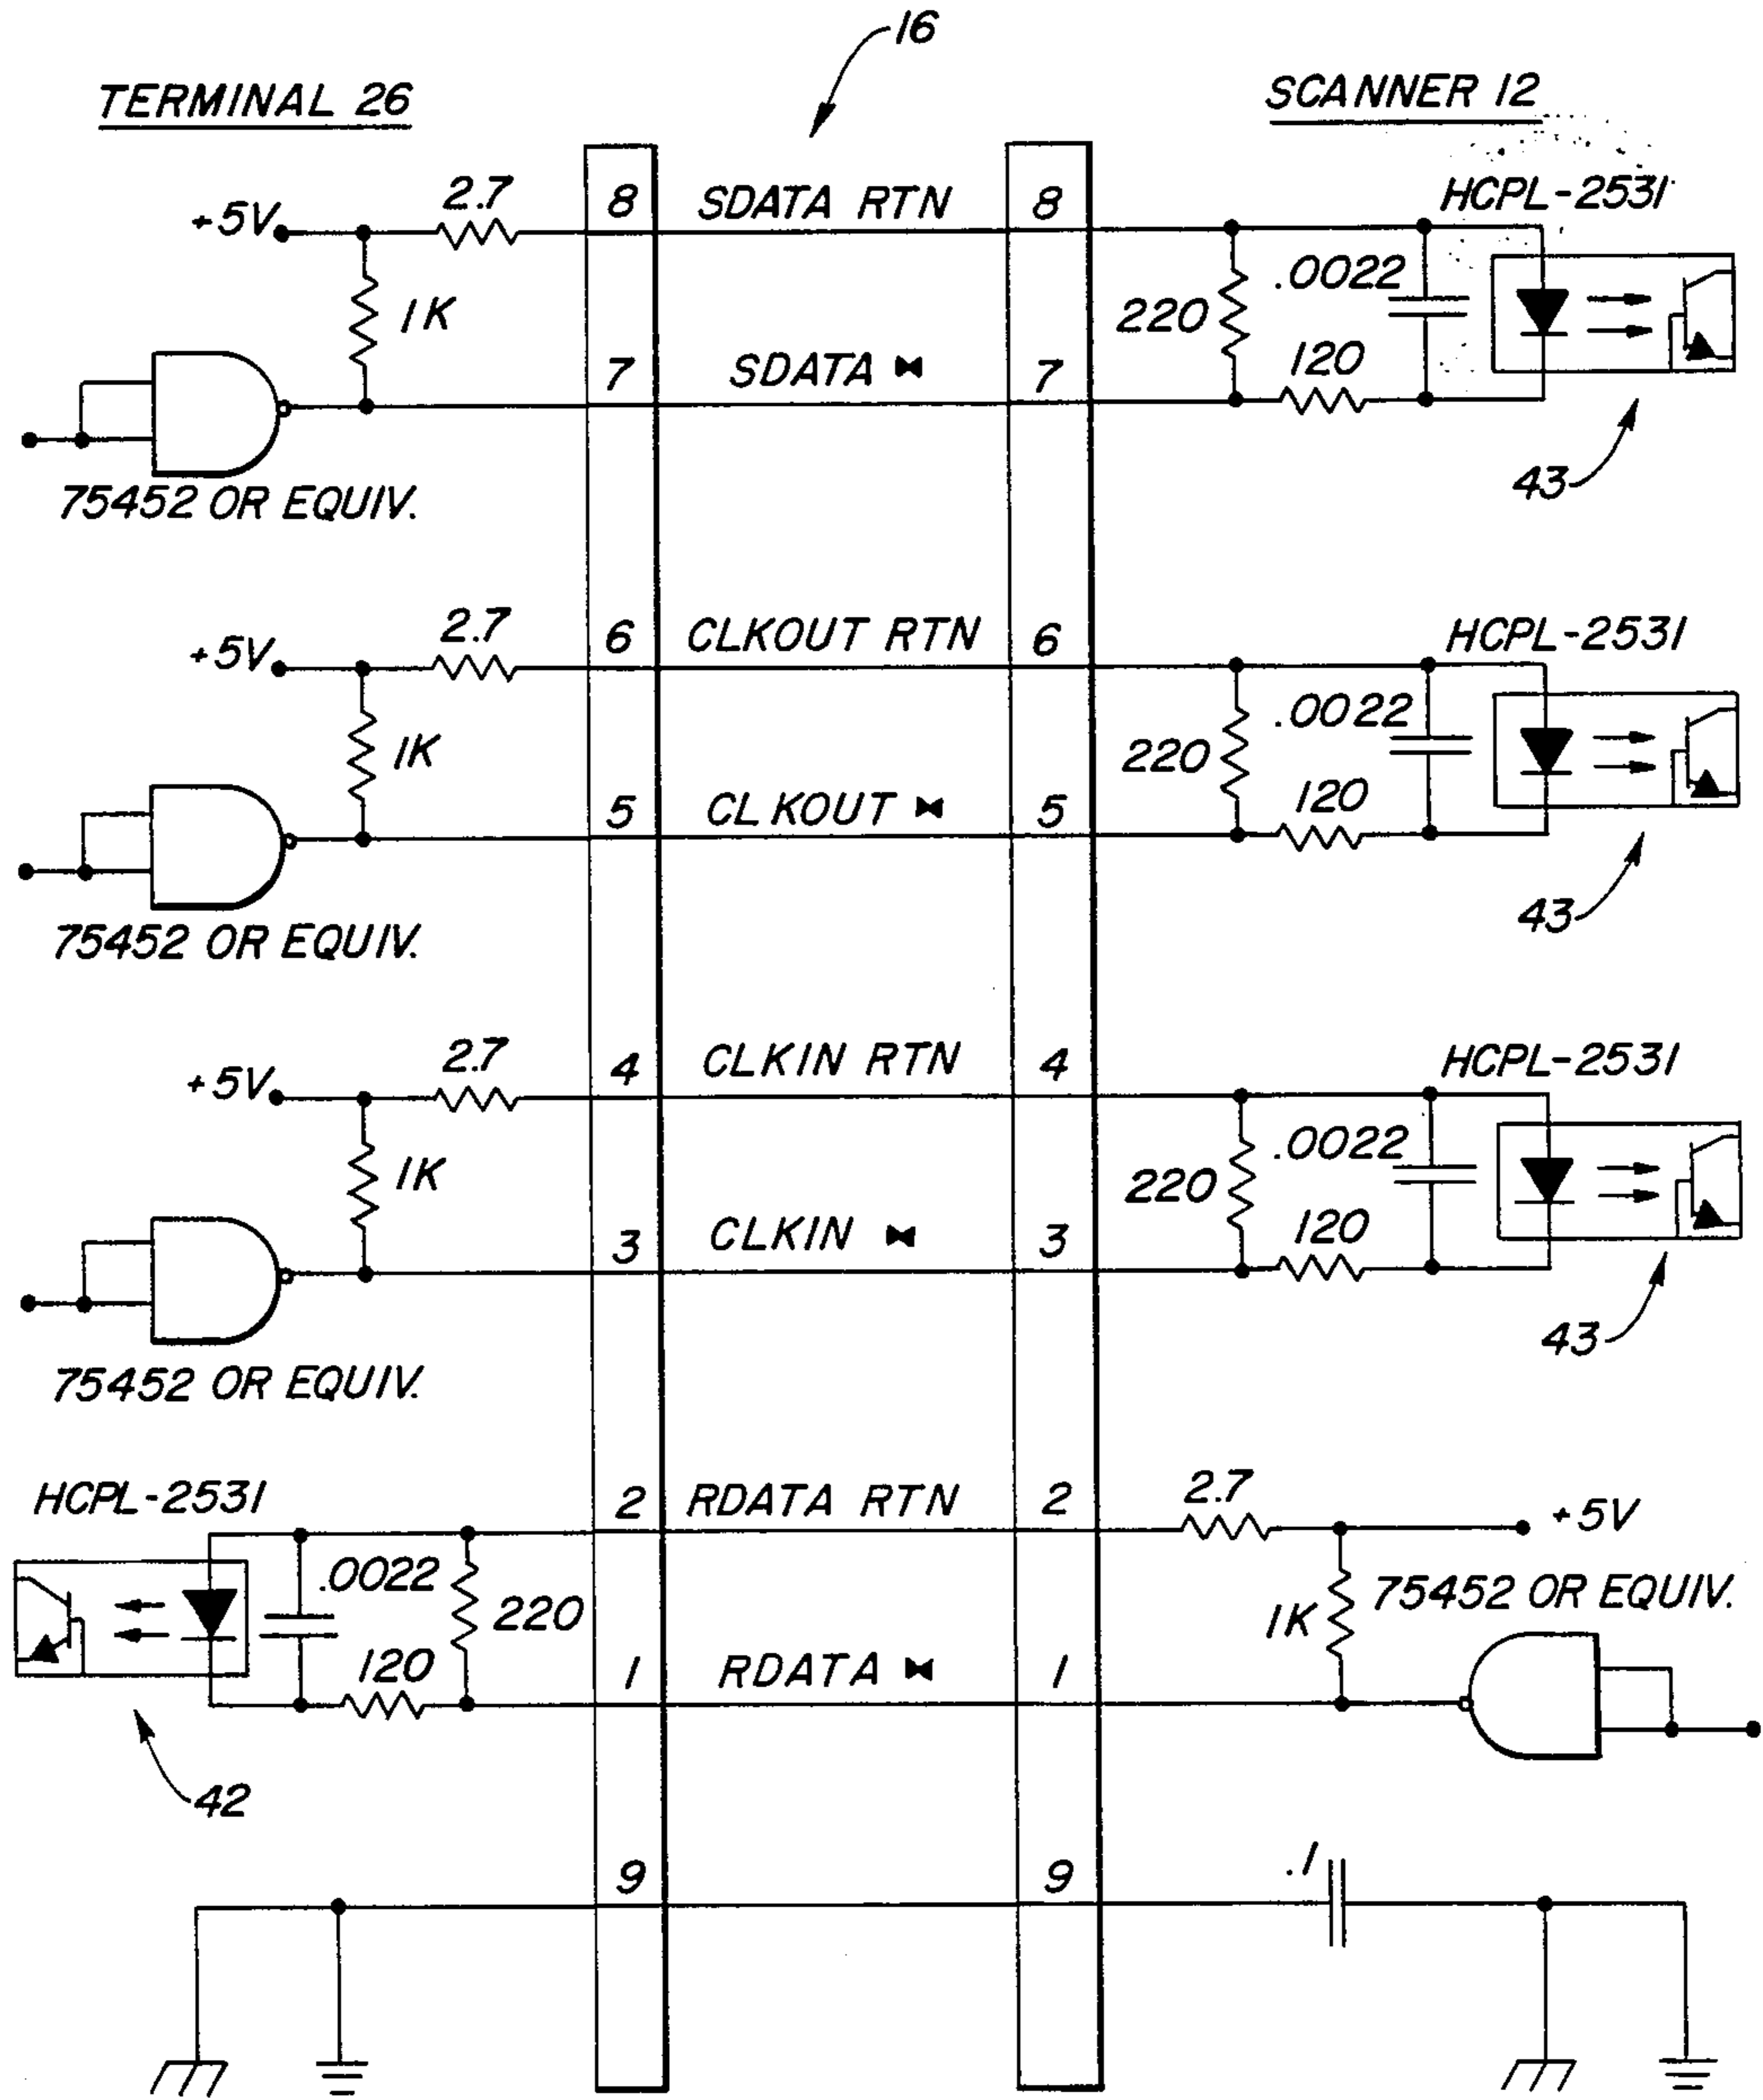 16
TERMINAL 26
SCANNER 12
+5V 2.7 8 SDATA RTN 8 HCPL-2531
1K 220 .0022
7 SDATA ⧓ 7 120
75452 OR EQUIV.
43
+5V 2.7 6 CLKOUT RTN 6 HCPL-2531
1K 220 .0022
5 CLKOUT ⧓ 5 120
75452 OR EQUIV.
43
+5V 2.7 4 CLKIN RTN 4 HCPL-2531
1K 220 .0022
3 CLKIN ⧓ 3 120
75452 OR EQUIV.
43
HCPL-2531 2 RDATA RTN 2 2.7 +5V
.0022 220 1K 75452 OR EQUIV.
120 1 RDATA ⧓ 1
42
9 9 .1